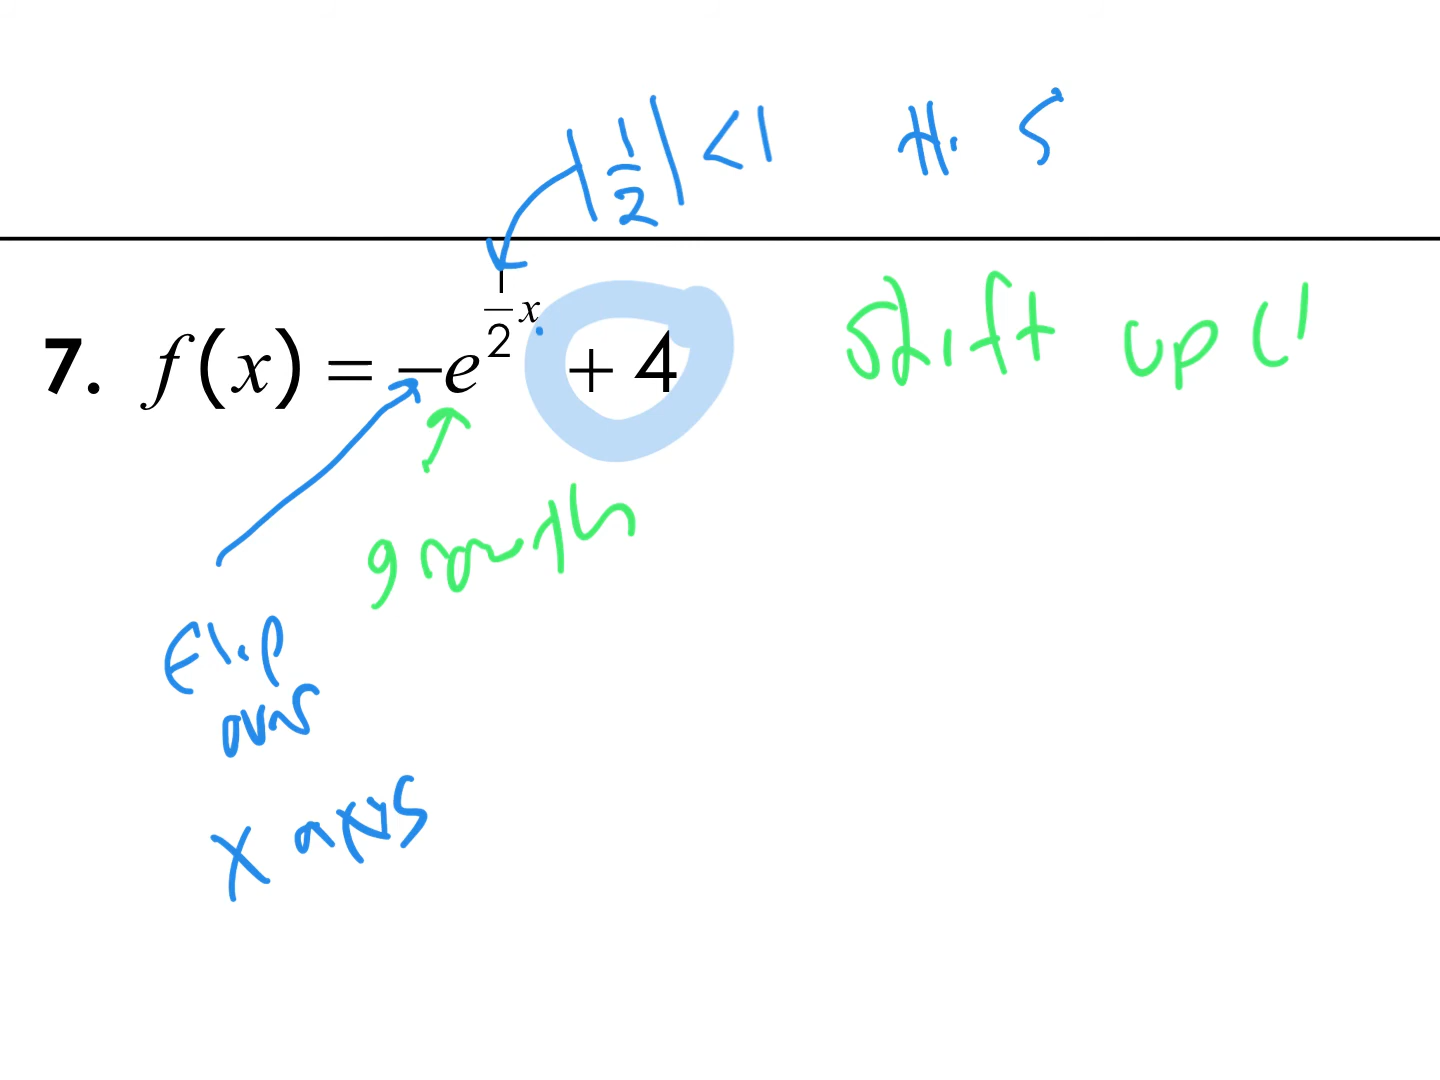 |1/2| < 1 H. S
7. f(x) = −e^{1/2 x} + 4 shift up
growth
Flip
over
x axis